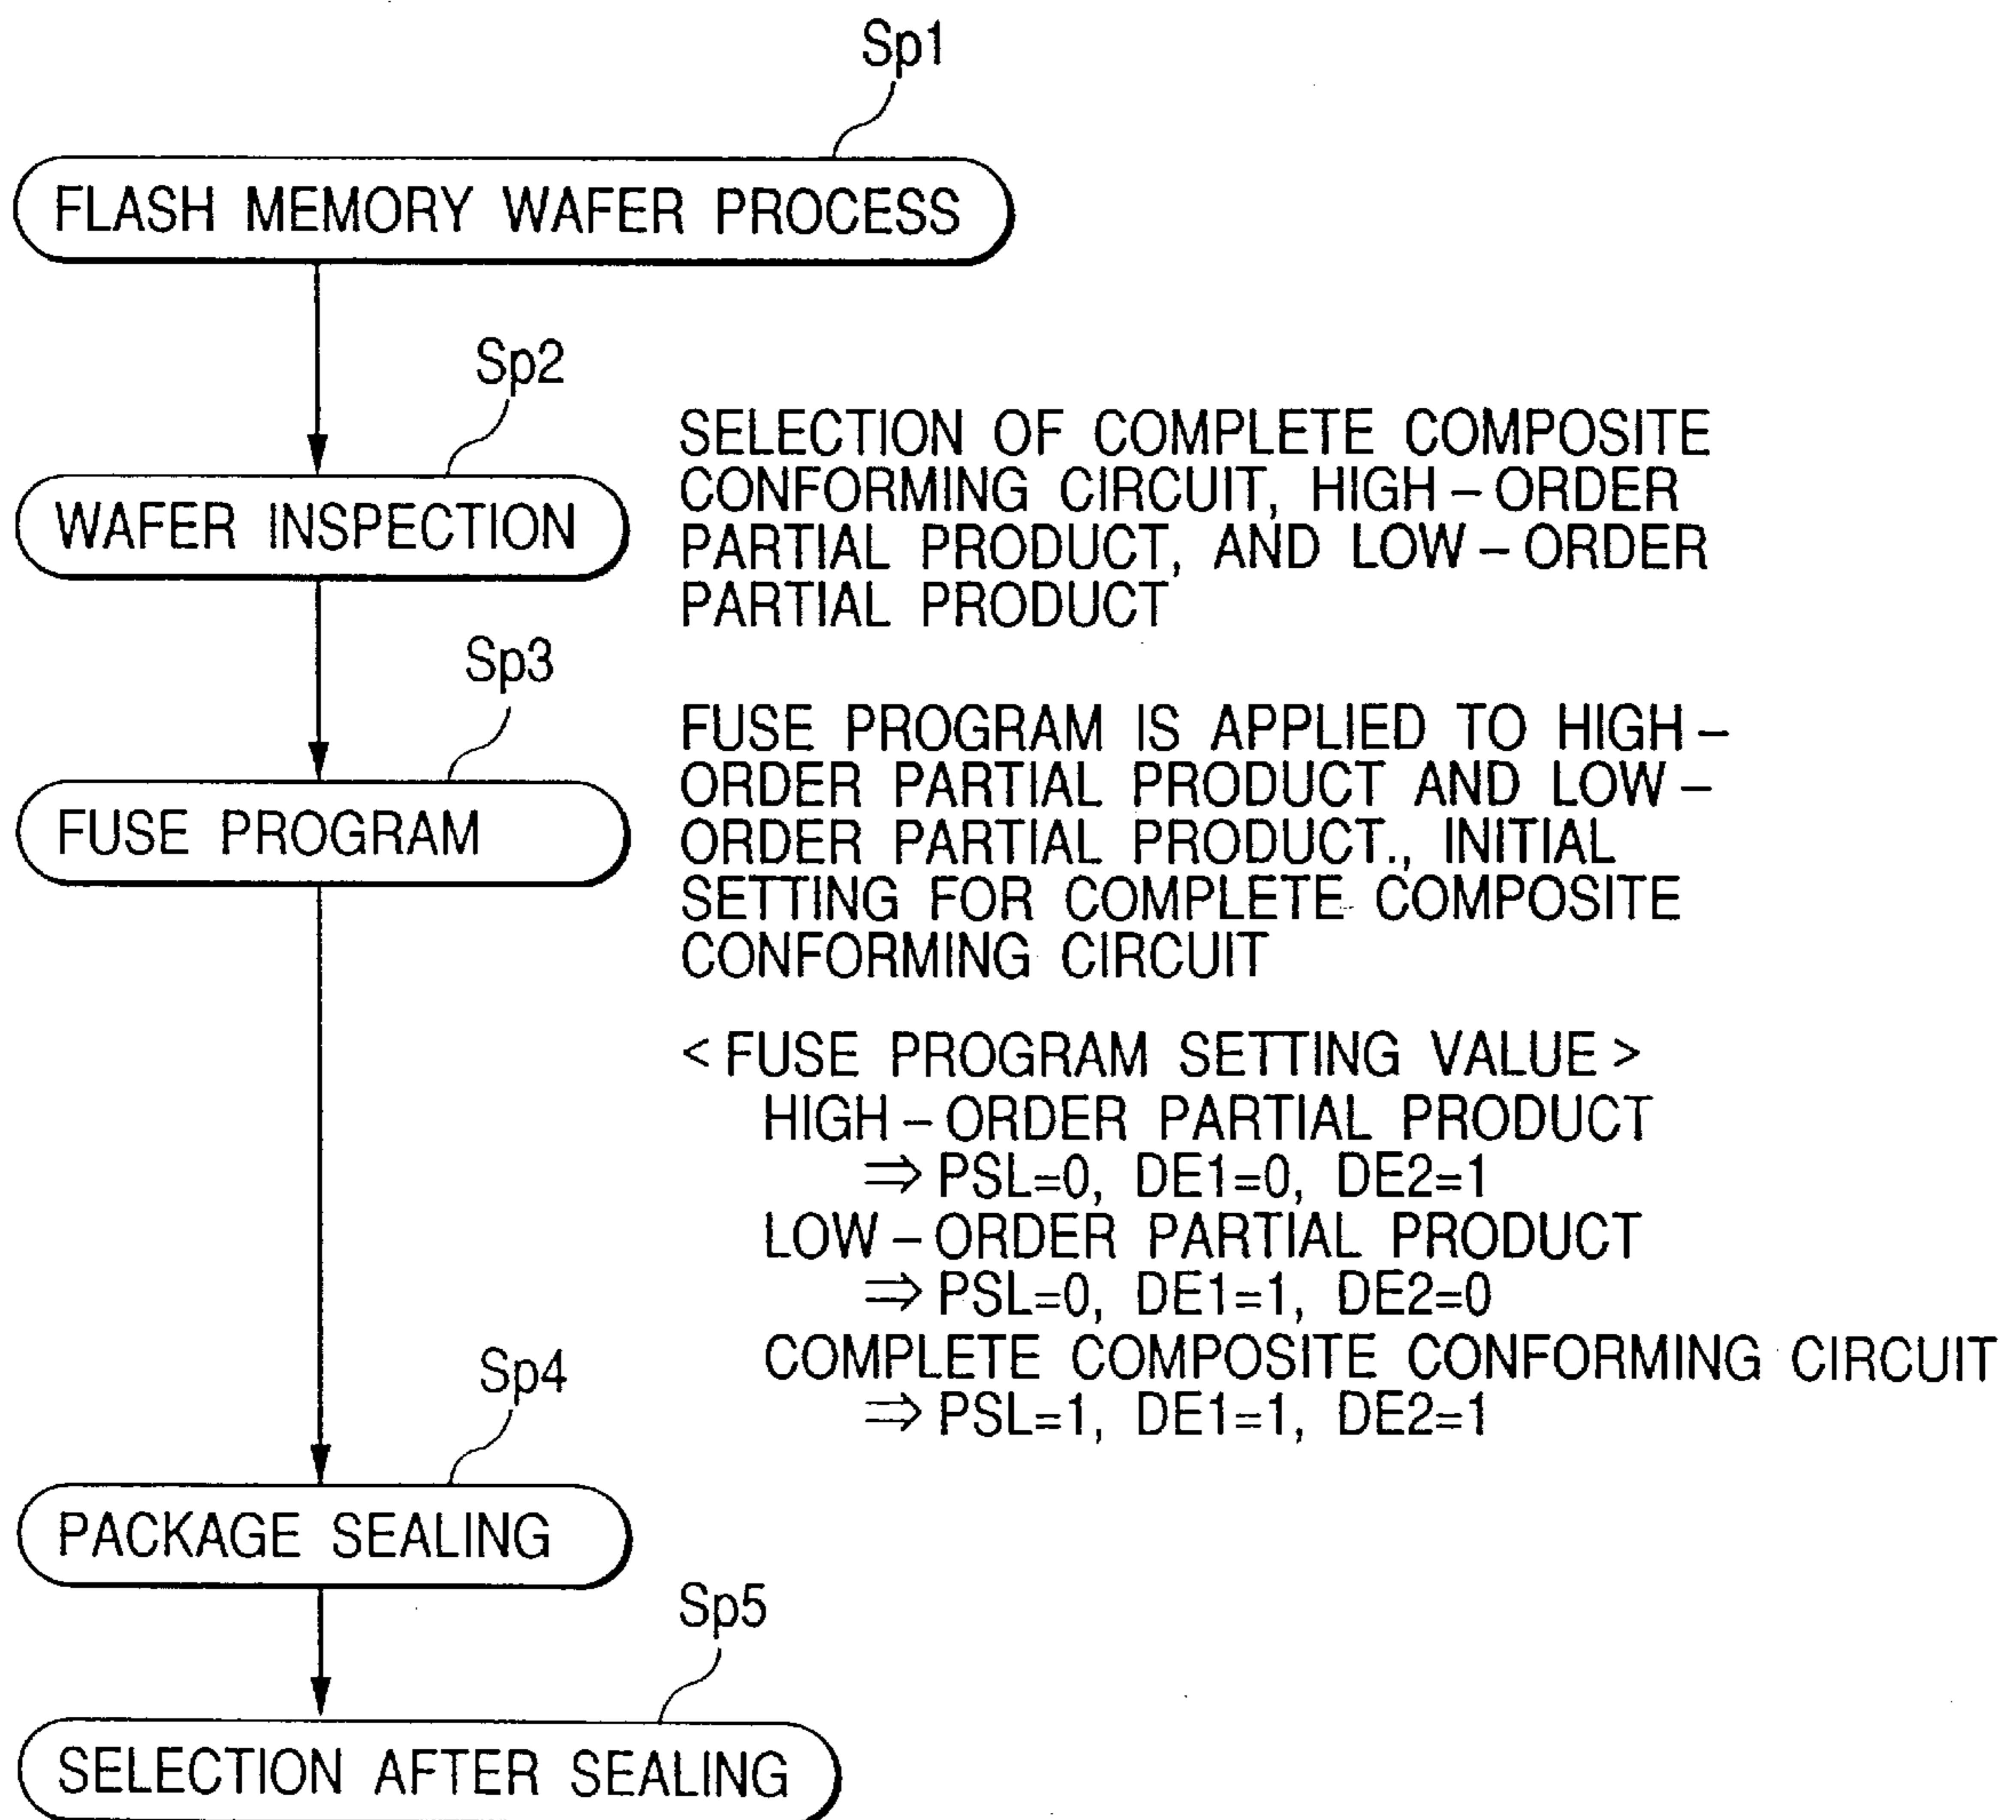 Sp1
FLASH MEMORY WAFER PROCESS
Sp2
WAFER INSPECTION
SELECTION OF COMPLETE COMPOSITE
CONFORMING CIRCUIT, HIGH-ORDER
PARTIAL PRODUCT, AND LOW-ORDER
PARTIAL PRODUCT
Sp3
FUSE PROGRAM
FUSE PROGRAM IS APPLIED TO HIGH-
ORDER PARTIAL PRODUCT AND LOW-
ORDER PARTIAL PRODUCT., INITIAL
SETTING FOR COMPLETE COMPOSITE
CONFORMING CIRCUIT
<FUSE PROGRAM SETTING VALUE>
HIGH-ORDER PARTIAL PRODUCT
⇒ PSL=0, DE1=0, DE2=1
LOW-ORDER PARTIAL PRODUCT
⇒ PSL=0, DE1=1, DE2=0
COMPLETE COMPOSITE CONFORMING CIRCUIT
⇒ PSL=1, DE1=1, DE2=1
Sp4
PACKAGE SEALING
Sp5
SELECTION AFTER SEALING